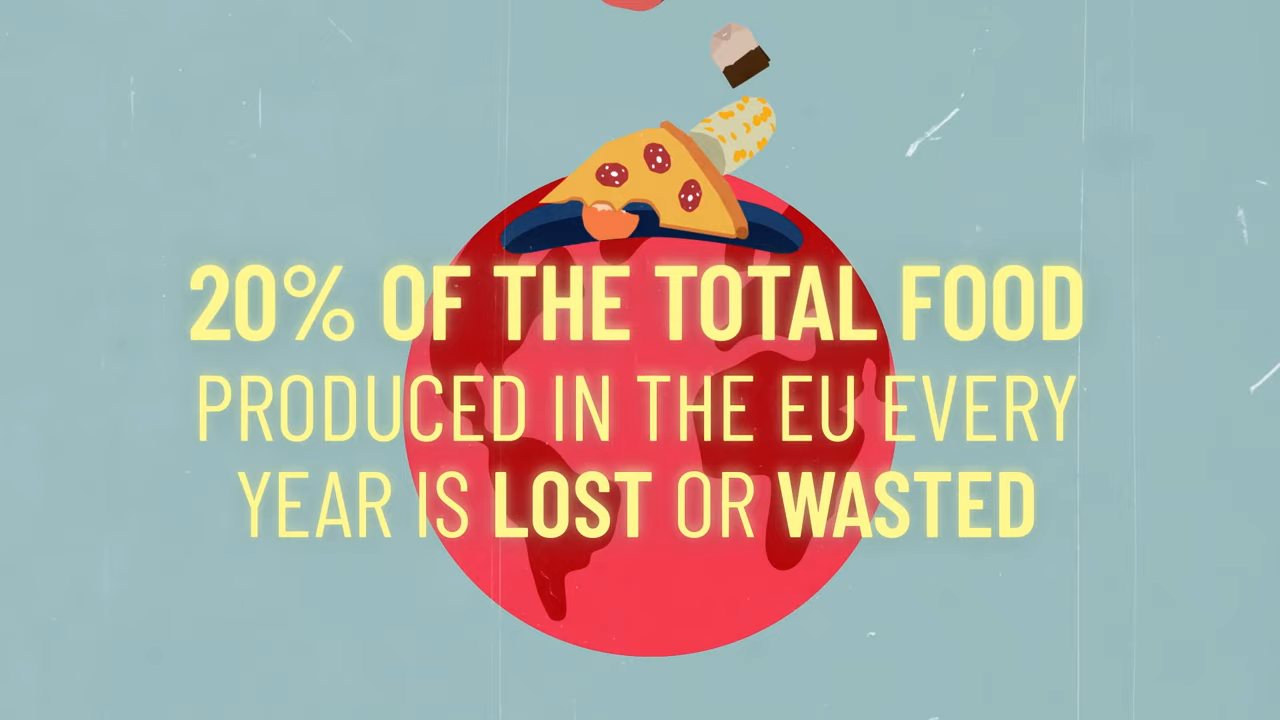 20% OF THE TOTAL FOOD
PRODUCED IN THE EU EVERY
YEAR IS LOST OR WASTED